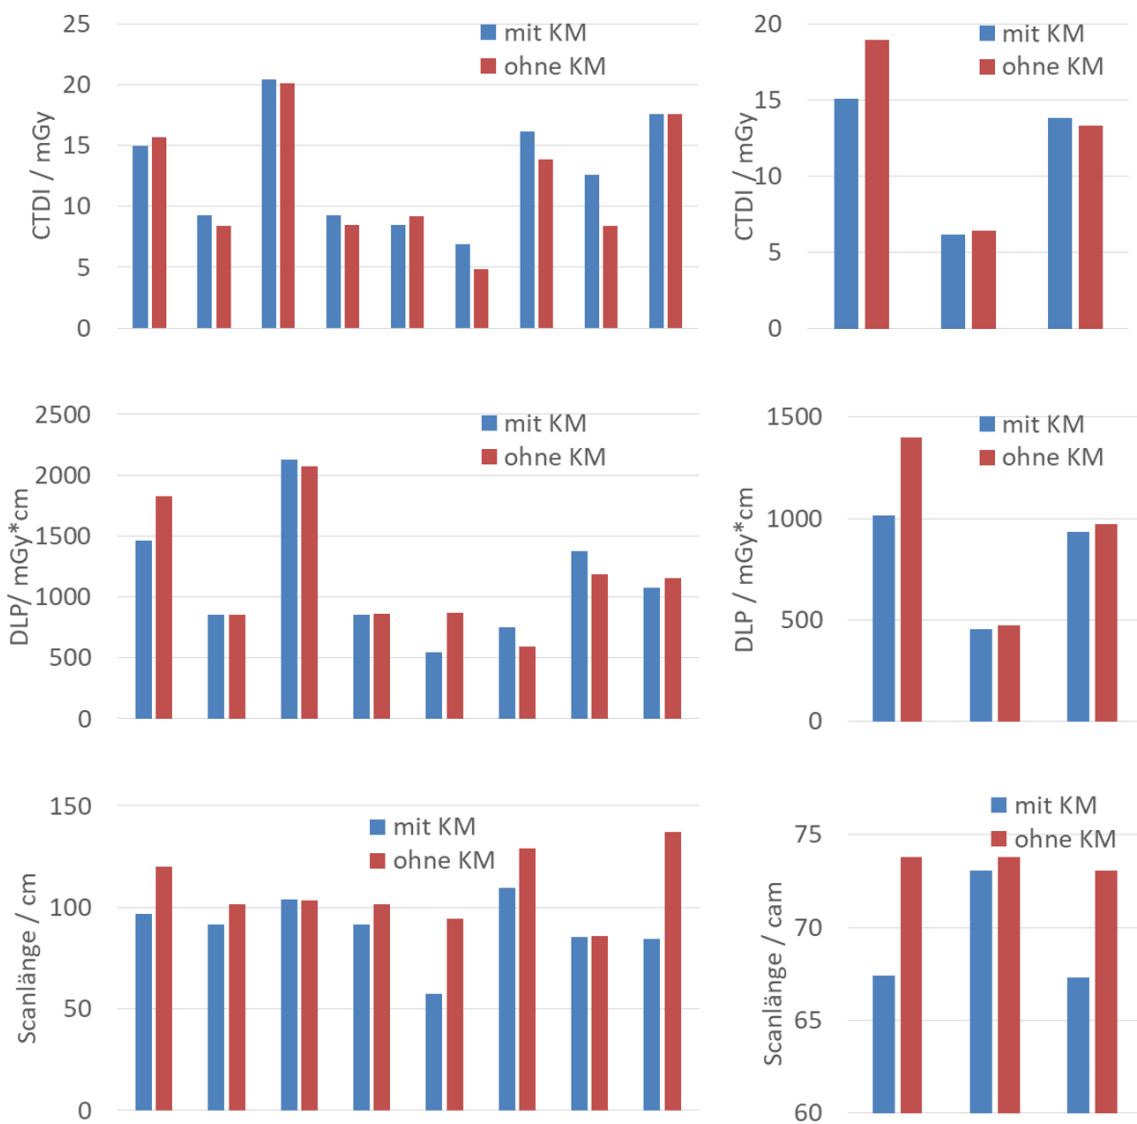 25
20
15
10
5
0
CTDI / mGy
mit KM
ohne KM
20
15
10
5
0
CTDI / mGy
mit KM
ohne KM
2500
2000
1500
1000
500
0
DLP/ mGy*cm
mit KM
ohne KM
1500
1000
500
0
DLP / mGy*cm
mit KM
ohne KM
150
100
50
0
Scanlänge / cm
mit KM
ohne KM
75
70
65
60
Scanlänge / cam
mit KM
ohne KM